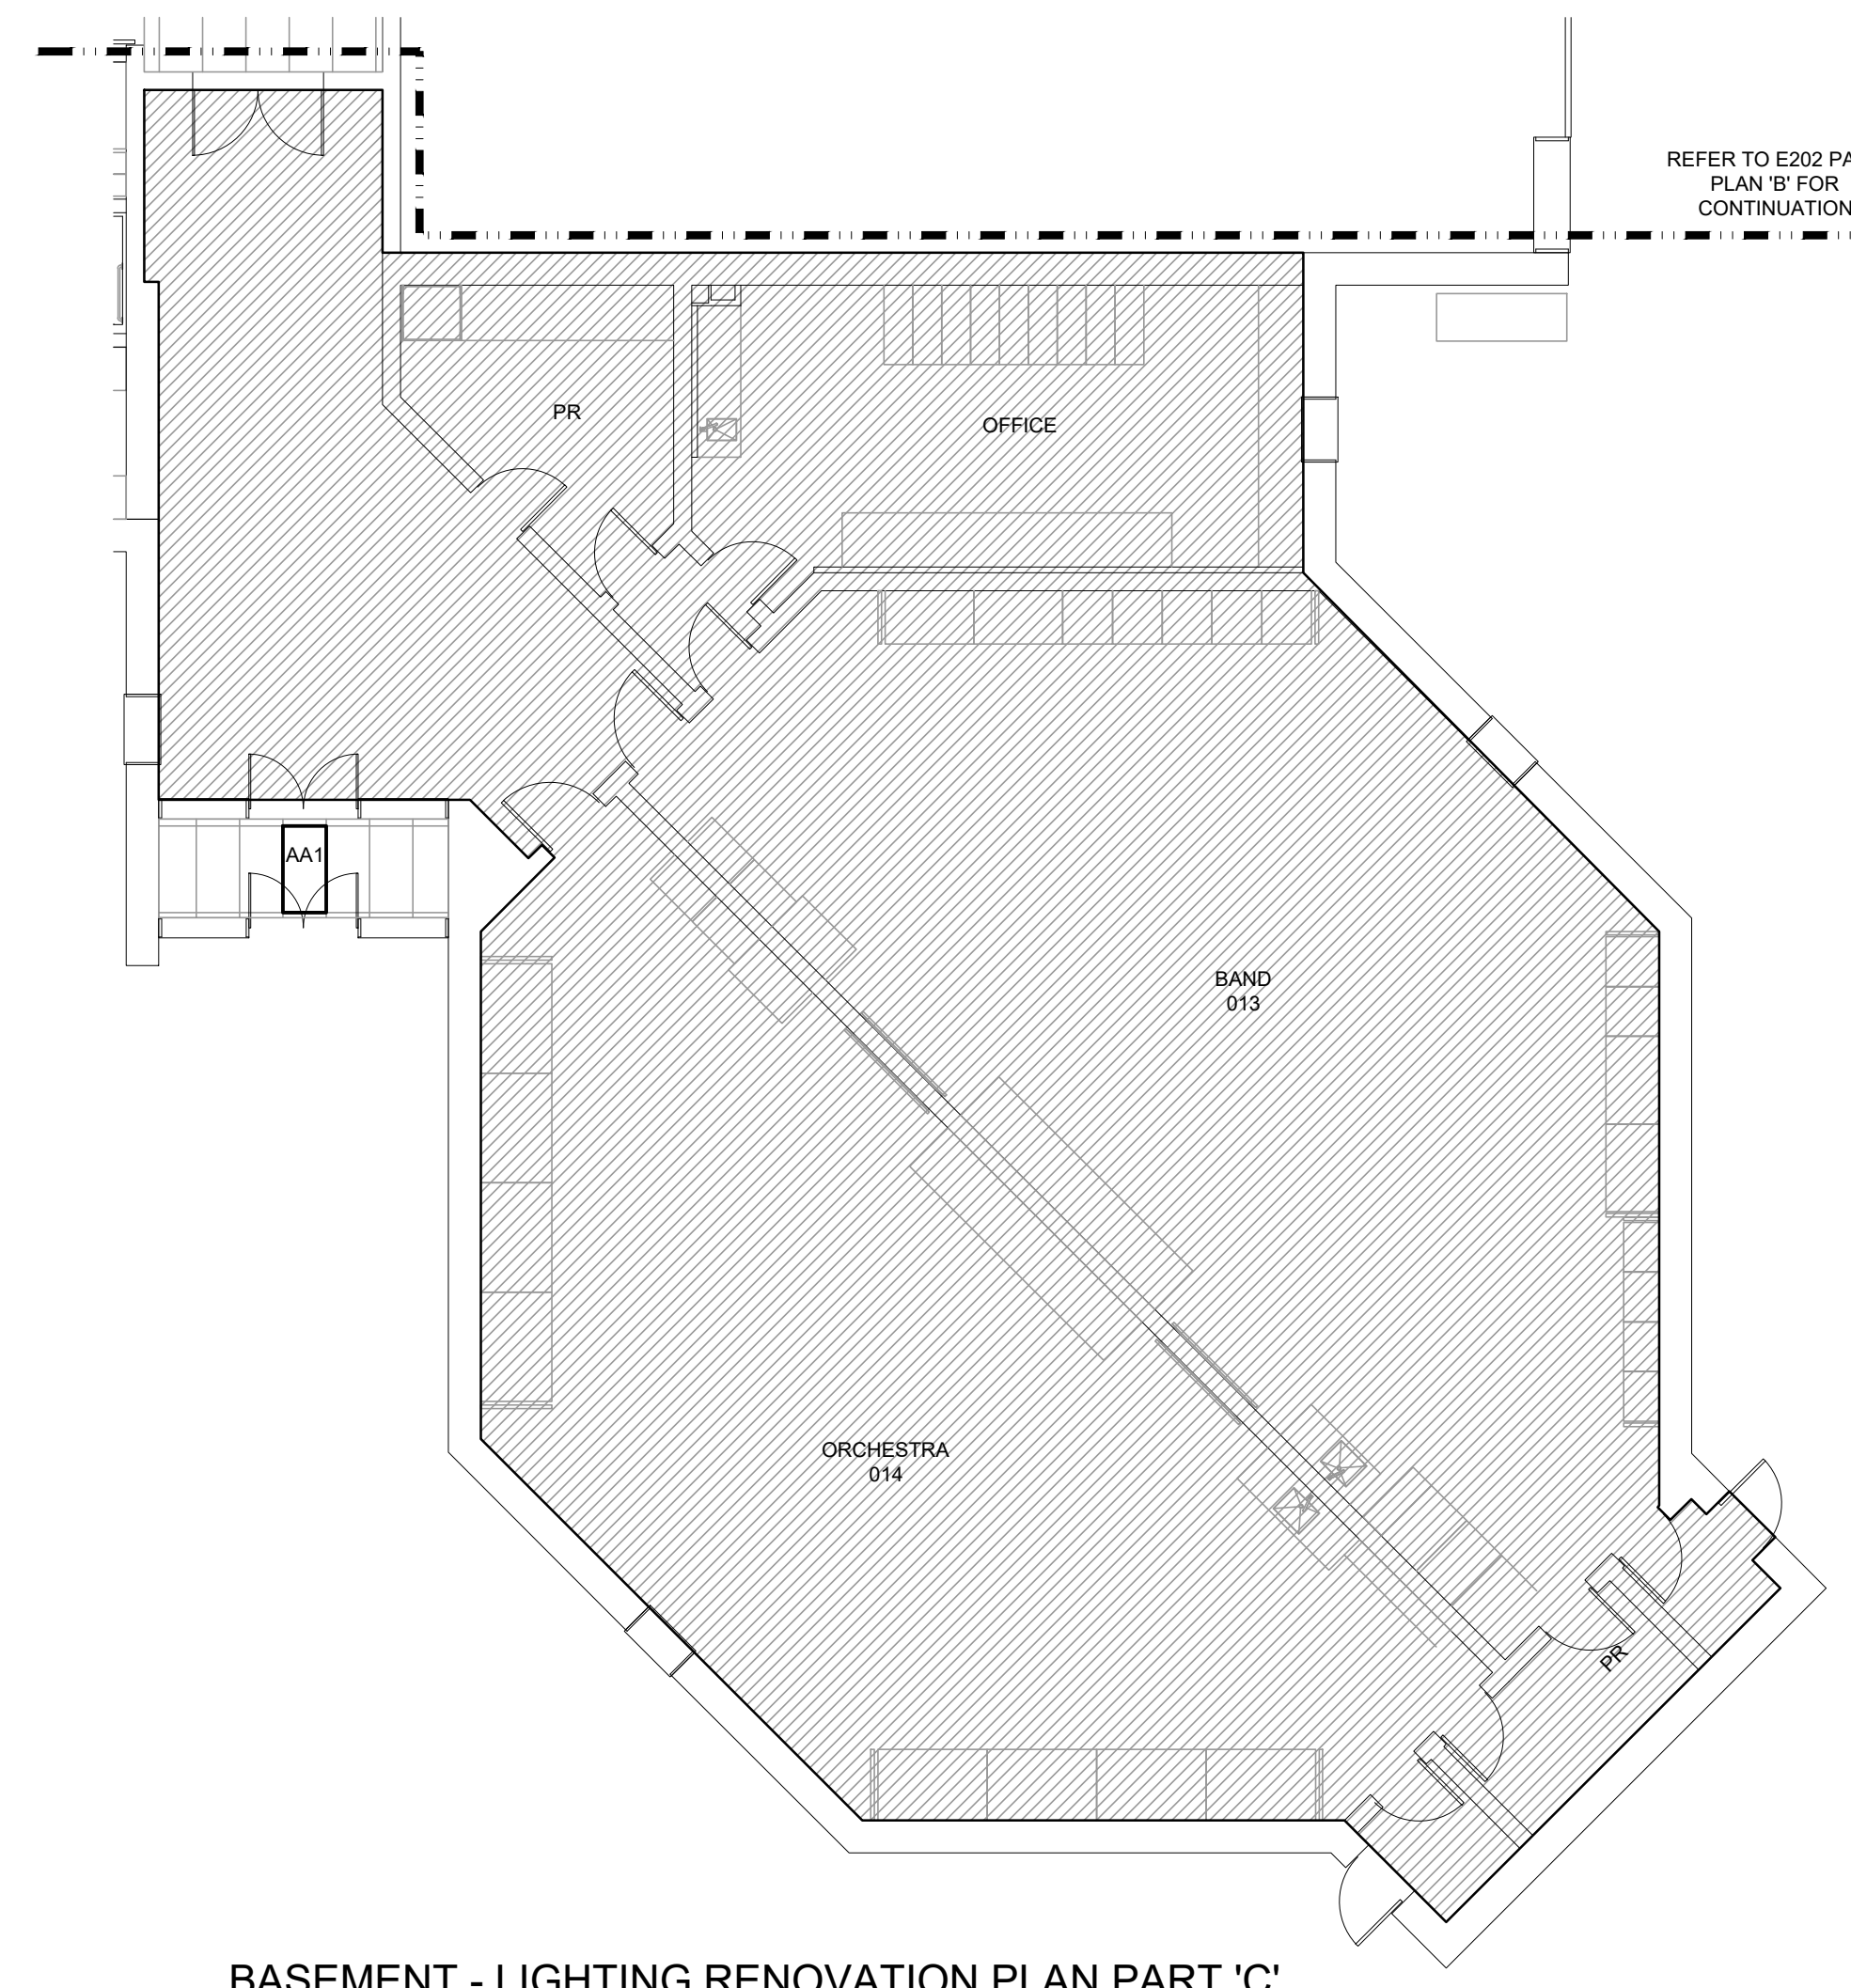 REFER TO E202
PLAN 'B' FOR
CONTINUATION
PR
OFFICE
AA1
BAND
013
ORCHESTRA
014
PR
BASEMENT - LIGHTING RENOVATION PLAN PART 'C'